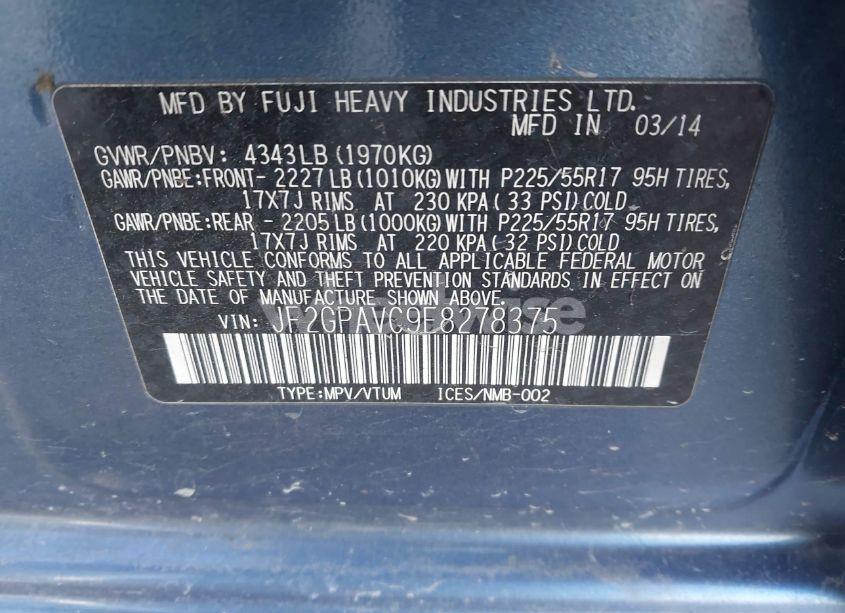 MFD BY FUJI HEAVY INDUSTRIES LTD.
MFD IN 03/14
GVWR/PNBV: 4343LB(1970KG)
GAWR/PNBE:FRONT- 2227LB(1010KG)WITH P225/55R17 95H TIRES,
17X7J RIMS AT 230 KPA( 33 PSI)COLD
GAWR/PNBE:REAR - 2205LB(1000KG)WITH P225/55R17 95H TIRES,
17X7J RIMS AT 220 KPA( 32 PSI)COLD
THIS VEHICLE CONFORMS TO ALL APPLICABLE FEDERAL MOTOR
VEHICLE SAFETY AND THEFT PREVENTION STANDARDS IN EFFECT ON
THE DATE OF MANUFACTURE SHOWN ABOVE.
VIN: JF2GPAVC9E8278375
TYPE:MPV/VTUM ICES/NMB-002